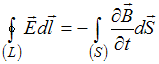 ∮_(L) E⃗dl⃗ = −∫_(S) ∂B⃗/∂t dS⃗